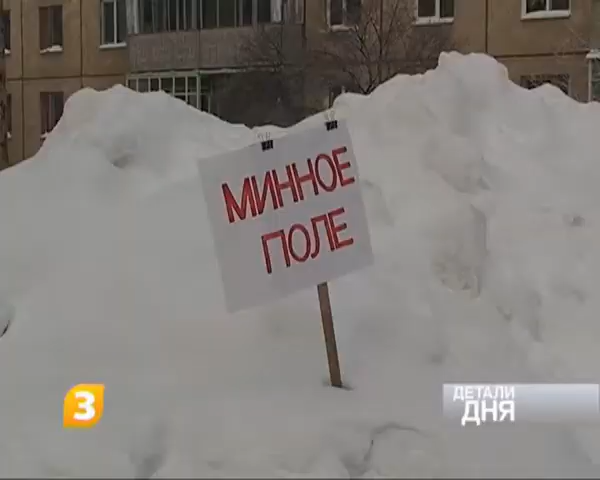 МИННОЕ
ПОЛЕ
3
ДЕТАЛИ
ДНЯ